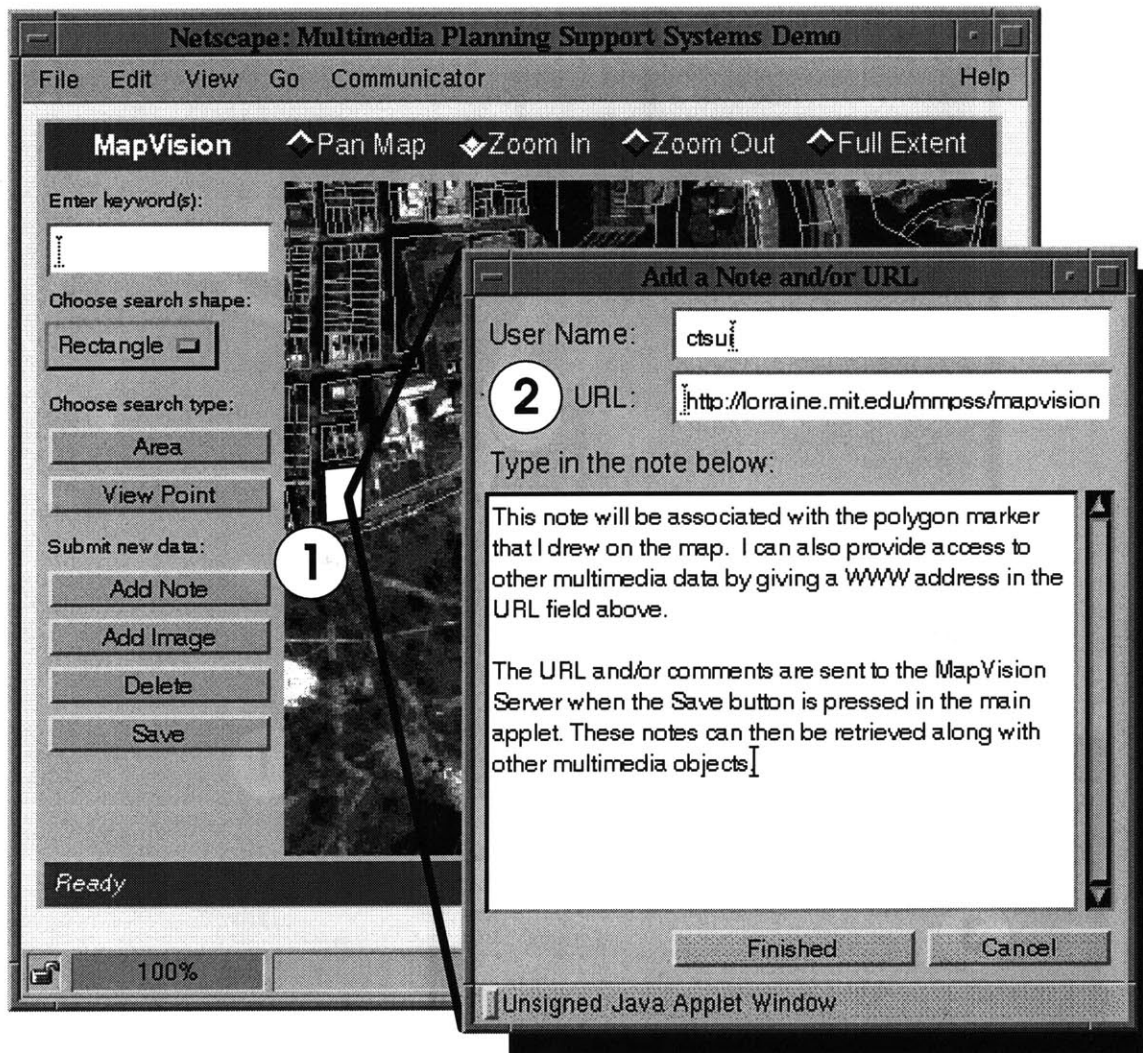 Netscape: Multimedia Planning Support Systems Demo
File Edit View Go Communicator Help
MapVision Pan Map Zoom In Zoom Out Full Extent
Enter keyword(s):
Choose search shape:
Rectangle
Choose search type:
Area
View Point
Submit new data:
Add Note
Add Image
Delete
Save
1
Ready
100%
Add a Note and/or URL
User Name: ctsui
2 URL: http://lorraine.mit.edu/mmpss/mapvision
Type in the note below:
This note will be associated with the polygon marker
that I drew on the map. I can also provide access to
other multimedia data by giving a WWW address in the
URL field above.
The URL and/or comments are sent to the MapVision
Server when the Save button is pressed in the main
applet. These notes can then be retrieved along with
other multimedia objects.
Finished Cancel
Unsigned Java Applet Window